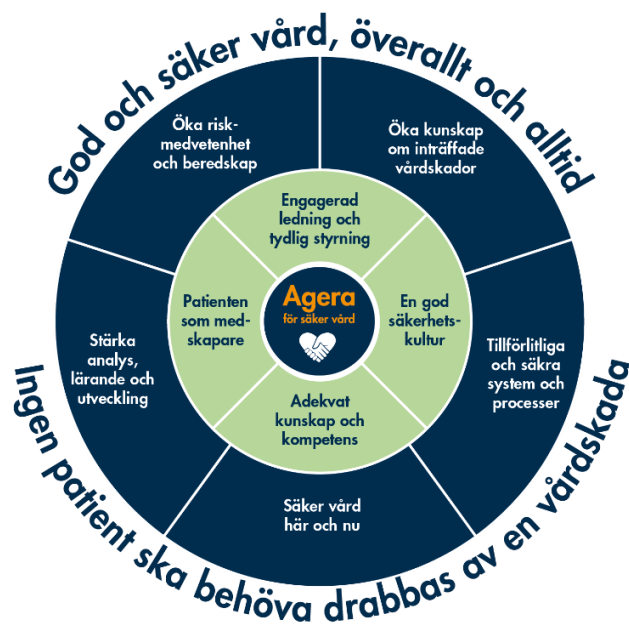 God och säker vård, överallt och alltid
Öka risk-
medvetenhet
och beredskap
Öka kunskap
om inträffade
vårdskador
Engagerad
ledning och
tydlig styrning
Patienten
som med-
skapare
Agera
för säker vård
En god
säkerhets-
kultur
Stärka
analys,
lärande och
utveckling
Tillförlitliga
och säkra
system och
processer
Adekvat
kunskap och
kompetens
Säker vård
här och nu
Ingen patient ska behöva drabbas av en vårdskada